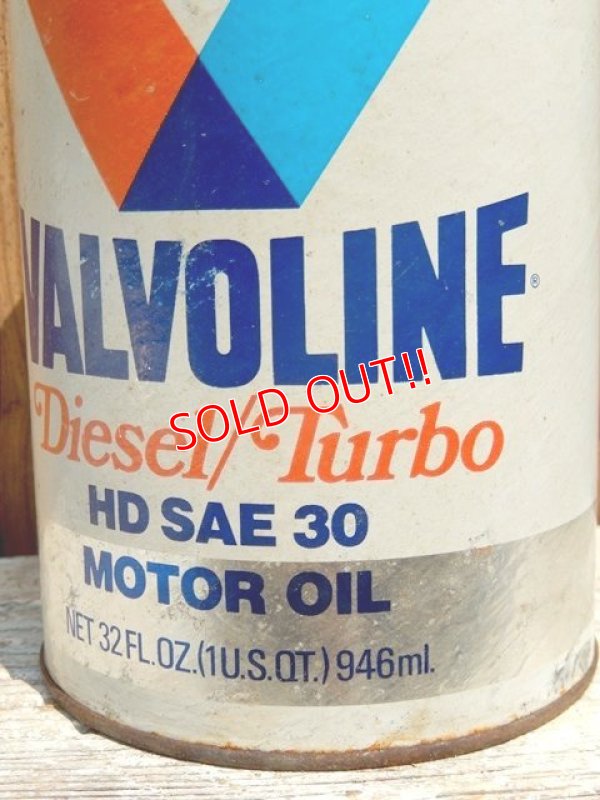 VALVOLINE®
SOLD OUT!!
Diesel/Turbo
HD SAE 30
MOTOR OIL
NET 32 FL.OZ.(1U.S.QT.) 946ml.